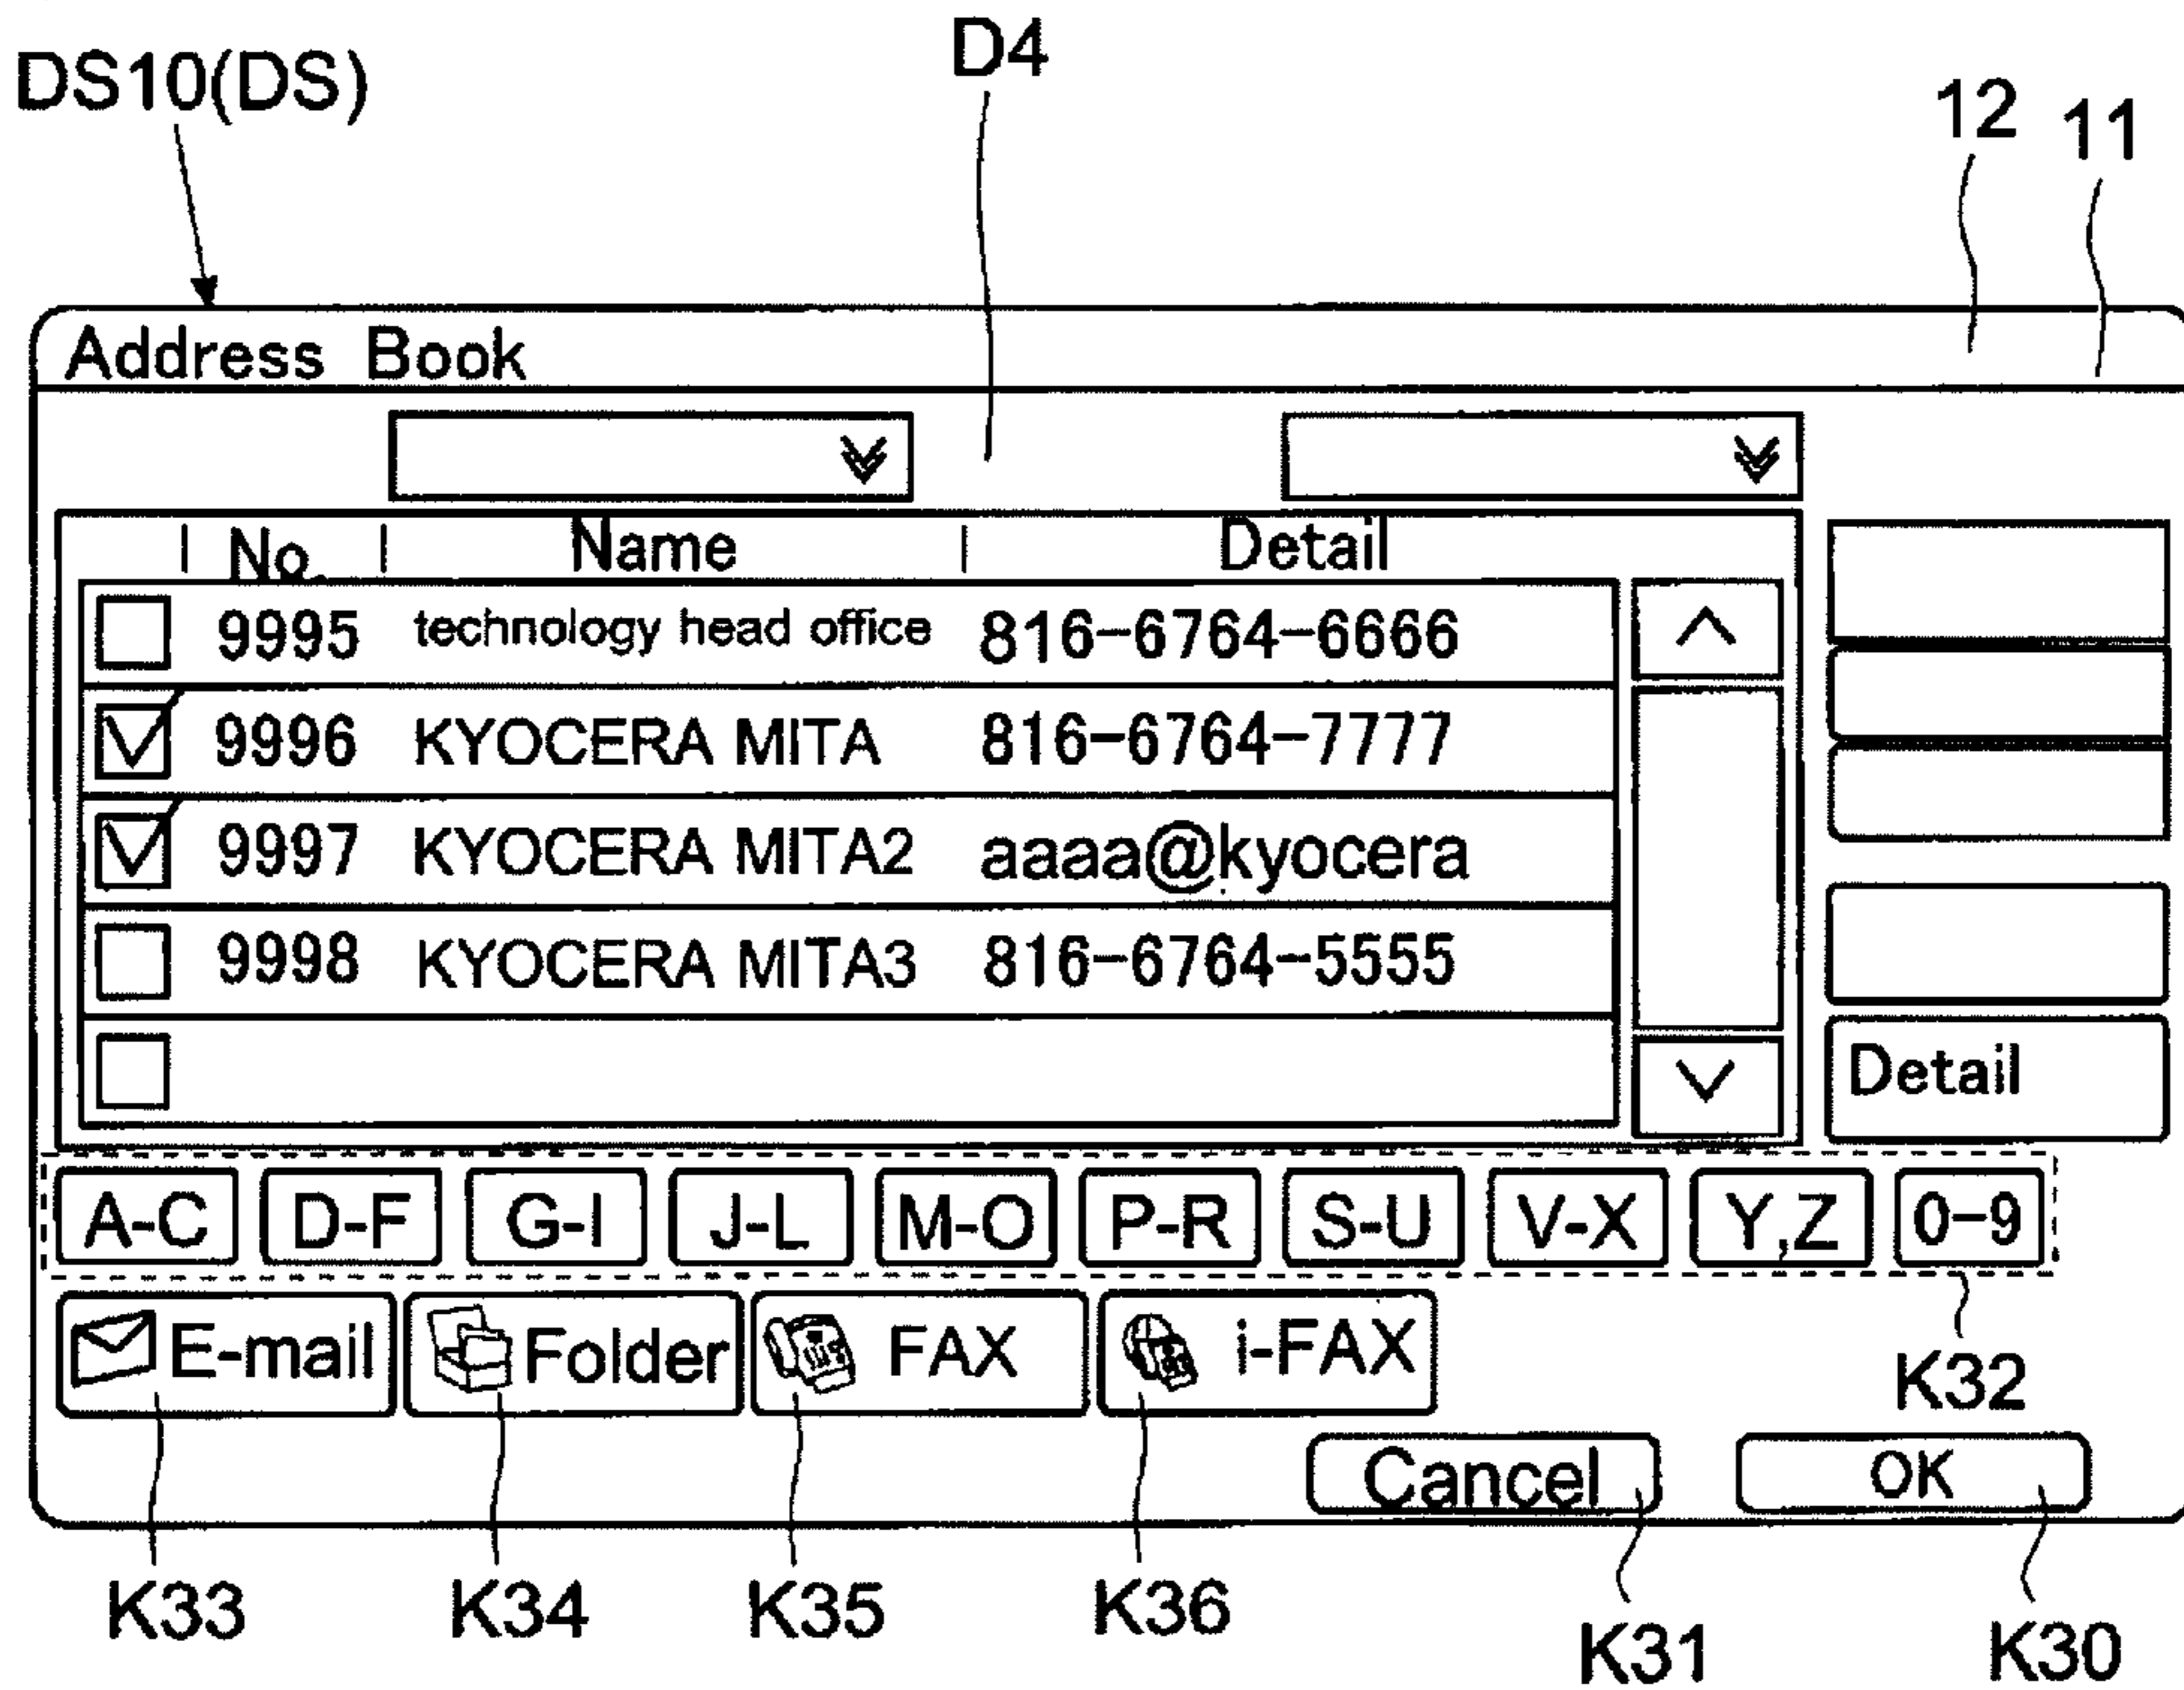 D4
DS10(DS)
12
11
Address Book
No. Name Detail
9995 technology head office 816-6764-6666
9996 KYOCERA MITA 816-6764-7777
9997 KYOCERA MITA2 aaaa@kyocera
9998 KYOCERA MITA3 816-6764-5555
Detail
A-C D-F G-I J-L M-O P-R S-U V-X Y,Z 0-9
E-mail Folder FAX i-FAX
K32
Cancel OK
K33 K34 K35 K36 K31 K30